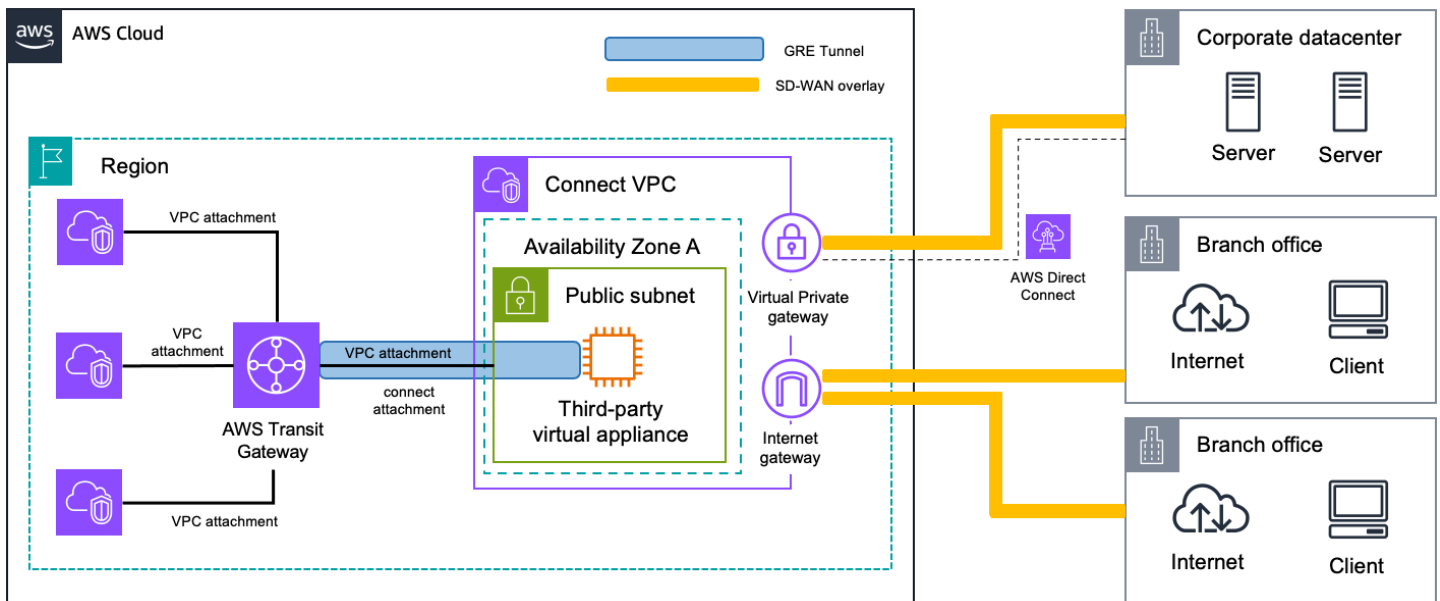 aws
AWS Cloud
GRE Tunnel
SD-WAN overlay
Corporate datacenter
Server
Server
Region
Connect VPC
VPC attachment
Availability Zone A
Public subnet
Virtual Private
gateway
AWS Direct
Connect
Branch office
Internet
Client
VPC
attachment
VPC attachment
connect
attachment
Third-party
virtual appliance
AWS Transit
Gateway
Internet
gateway
VPC attachment
Branch office
Internet
Client